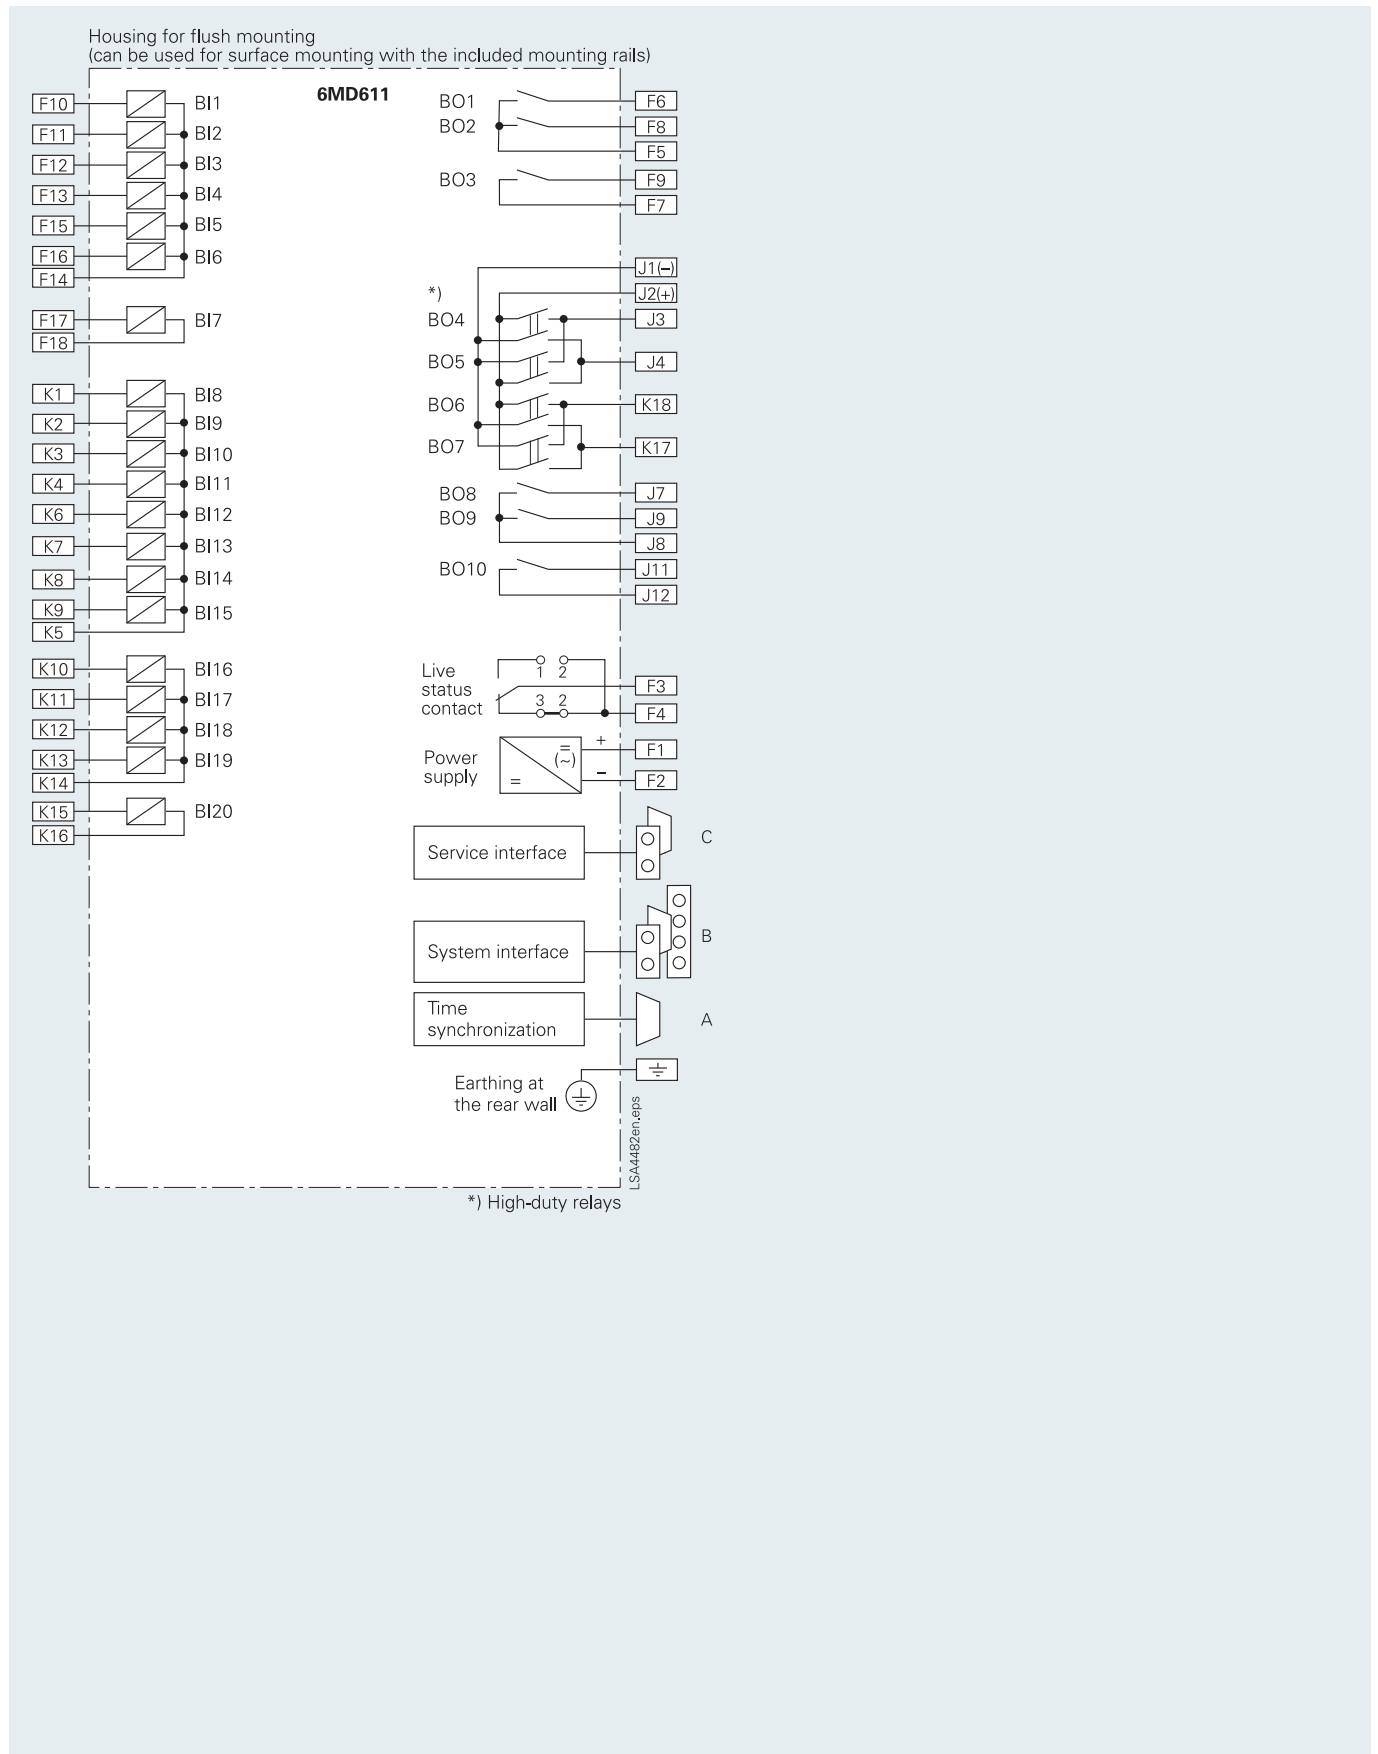 Housing for flush mounting
(can be used for surface mounting with the included mounting rails)
6MD611
F10 BI1
F11 BI2
F12 BI3
F13 BI4
F15 BI5
F16 BI6
F14
F17 BI7
F18
K1 BI8
K2 BI9
K3 BI10
K4 BI11
K6 BI12
K7 BI13
K8 BI14
K9 BI15
K5
K10 BI16
K11 BI17
K12 BI18
K13 BI19
K14
K15 BI20
K16
BO1 F6
BO2 F8
F5
BO3 F9
F7
J1(–)
*) J2(+)
BO4 J3
BO5 J4
BO6 K18
BO7 K17
BO8 J7
BO9 J9
J8
BO10 J11
J12
Live
status
contact
1 2
3 2
F3
F4
Power
supply
=
(~)
=
+ F1
– F2
Service interface C
System interface B
Time
synchronization
A
Earthing at
the rear wall
LSA4482en.eps
*) High-duty relays